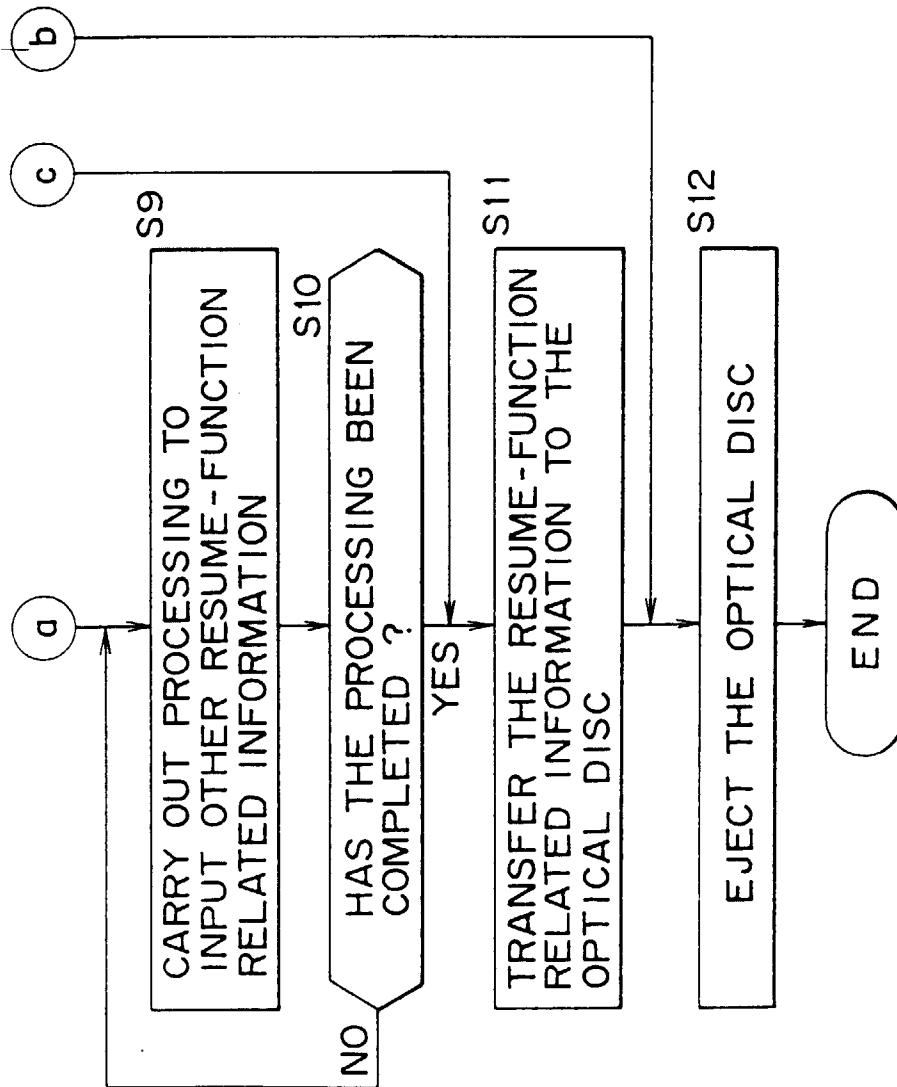 a
c
b
S9
CARRY OUT PROCESSING TO
INPUT OTHER RESUME-FUNCTION
RELATED INFORMATION
S10
HAS THE PROCESSING BEEN
COMPLETED ?
NO
YES
S11
TRANSFER THE RESUME-FUNCTION
RELATED INFORMATION TO THE
OPTICAL DISC
S12
EJECT THE OPTICAL DISC
END